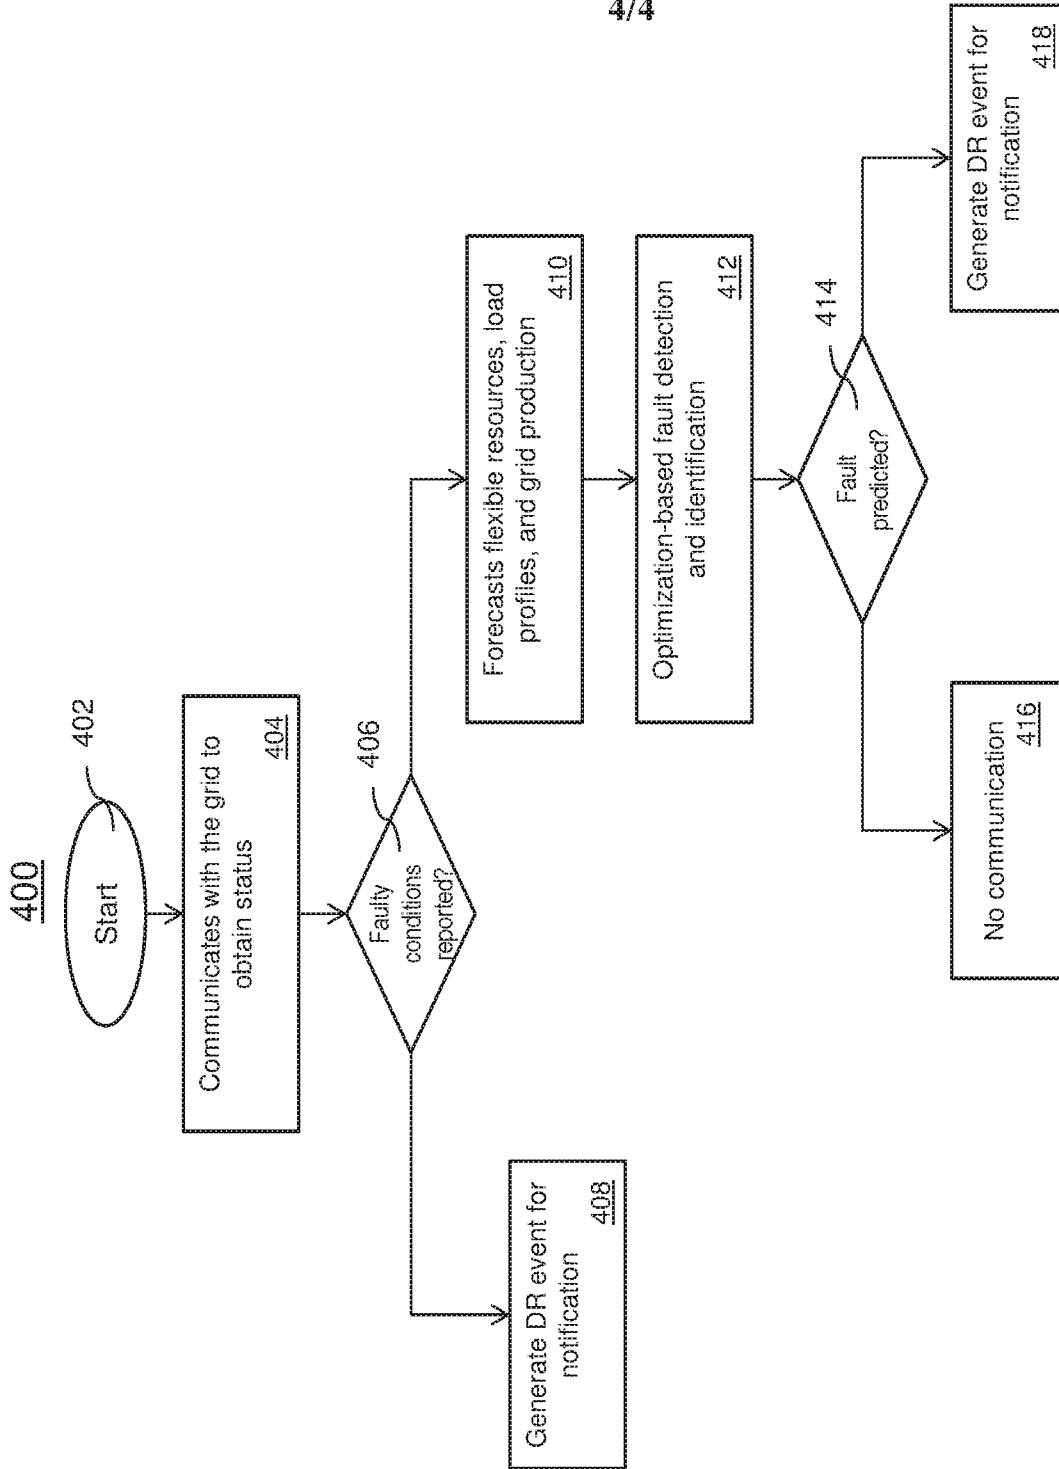 4/4
400
Start
402
Communicates with the grid to
obtain status
404
Faulty
conditions
reported?
406
Generate DR event for
notification
408
Forecasts flexible resources, load
profiles, and grid production
410
Optimization-based fault detection
and identification
412
Fault
predicted?
414
No communication
416
Generate DR event for
notification
418